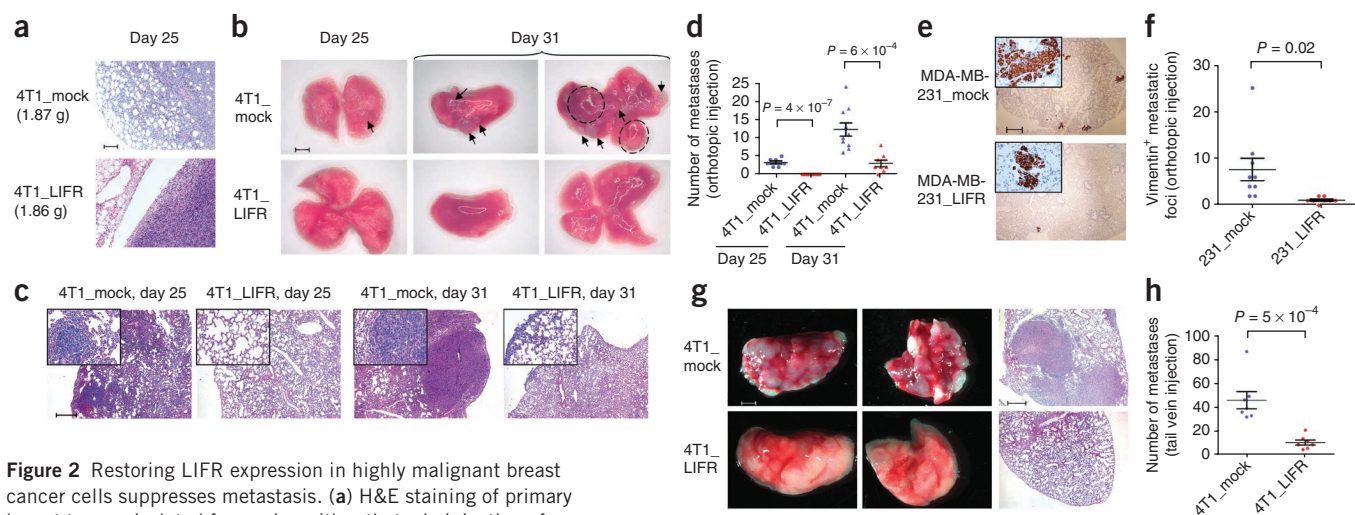 a
Day 25
4T1_mock
(1.87 g)
4T1_LIFR
(1.86 g)
b
Day 25
Day 31
4T1_
mock
4T1_
LIFR
c
4T1_mock, day 25
4T1_LIFR, day 25
4T1_mock, day 31
4T1_LIFR, day 31
d
Number of metastases
(orthotopic injection)
25
20
15
10
5
0
P = 4 × 10⁻⁷
P = 6 × 10⁻⁴
4T1_mock
4T1_LIFR
4T1_mock
4T1_LIFR
Day 25
Day 31
e
MDA-MB-
231_mock
MDA-MB-
231_LIFR
f
Vimentin⁺ metastatic
foci (orthotopic injection)
30
20
10
0
P = 0.02
231_mock
231_LIFR
g
4T1_
mock
4T1_
LIFR
h
Number of metastases
(tail vein injection)
100
80
60
40
20
0
P = 5 × 10⁻⁴
4T1_mock
4T1_LIFR
Figure 2 Restoring LIFR expression in highly malignant breast
cancer cells suppresses metastasis. (a) H&E staining of primary